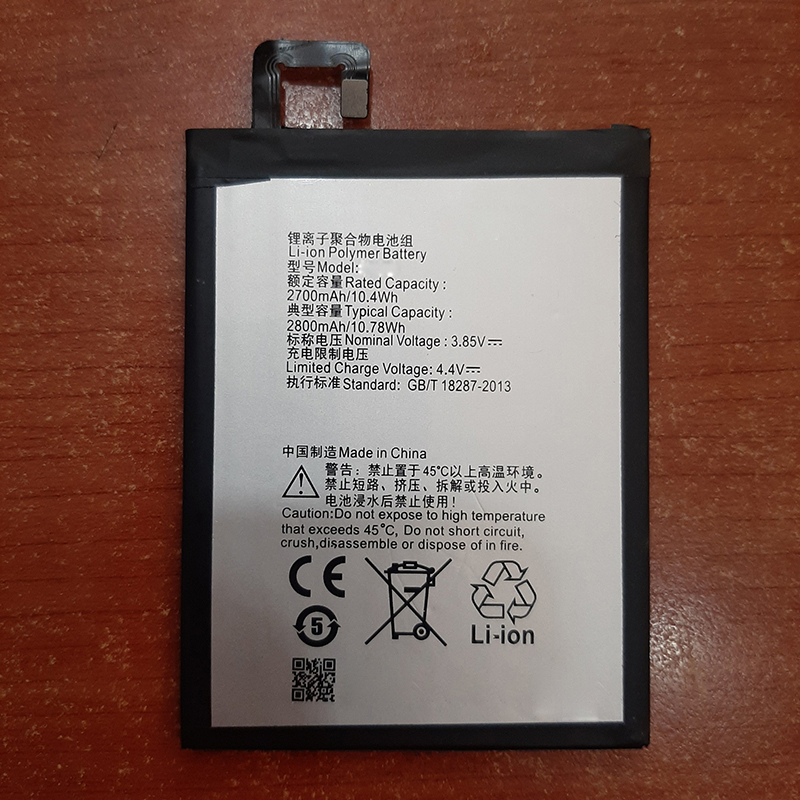 锂离子聚合物电池组
Li-ion Polymer Battery
型号Model:
额定容量Rated Capacity :
2700mAh/10.4Wh
典型容量Typical Capacity :
2800mAh/10.78Wh
标称电压Nominal Voltage : 3.85V⎓
充电限制电压
Limited Charge Voltage: 4.4V⎓
执行标准Standard: GB/T 18287-2013
中国制造Made in China
警告: 禁止置于45℃以上高温环境。
禁止短路、挤压、拆解或投入火中。
电池浸水后禁止使用！
Caution:Do not expose to high temperature
that exceeds 45℃, Do not short circuit,
crush,disassemble or dispose of in fire.
CE
5
Li-ion